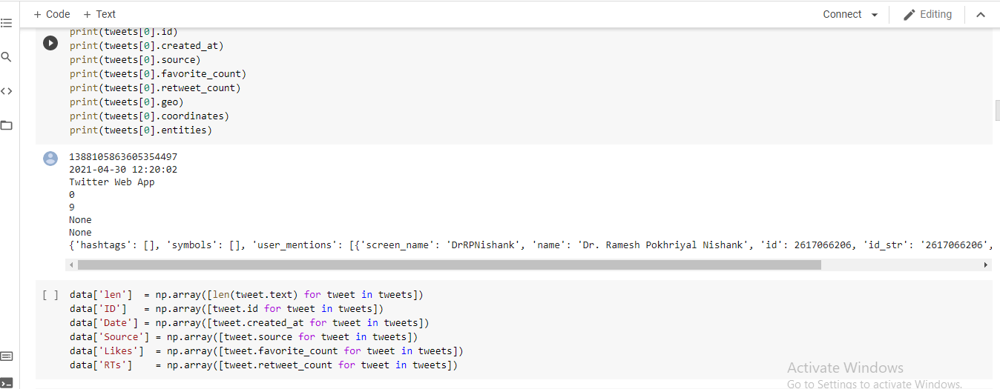 + Code + Text Connect Editing
print(tweets[0].id)
print(tweets[0].created_at)
print(tweets[0].source)
print(tweets[0].favorite_count)
print(tweets[0].retweet_count)
print(tweets[0].geo)
print(tweets[0].coordinates)
print(tweets[0].entities)
1388105863605354497
2021-04-30 12:20:02
Twitter Web App
0
9
None
None
{'hashtags': [], 'symbols': [], 'user_mentions': [{'screen_name': 'DrRPNishank', 'name': 'Dr. Ramesh Pokhriyal Nishank', 'id': 2617066206, 'id_str': '2617066206',
[ ] data['len']  = np.array([len(tweet.text) for tweet in tweets])
data['ID']   = np.array([tweet.id for tweet in tweets])
data['Date'] = np.array([tweet.created_at for tweet in tweets])
data['Source'] = np.array([tweet.source for tweet in tweets])
data['Likes']  = np.array([tweet.favorite_count for tweet in tweets])
data['RTs']    = np.array([tweet.retweet_count for tweet in tweets])
Activate Windows
Go to Settings to activate Windows.